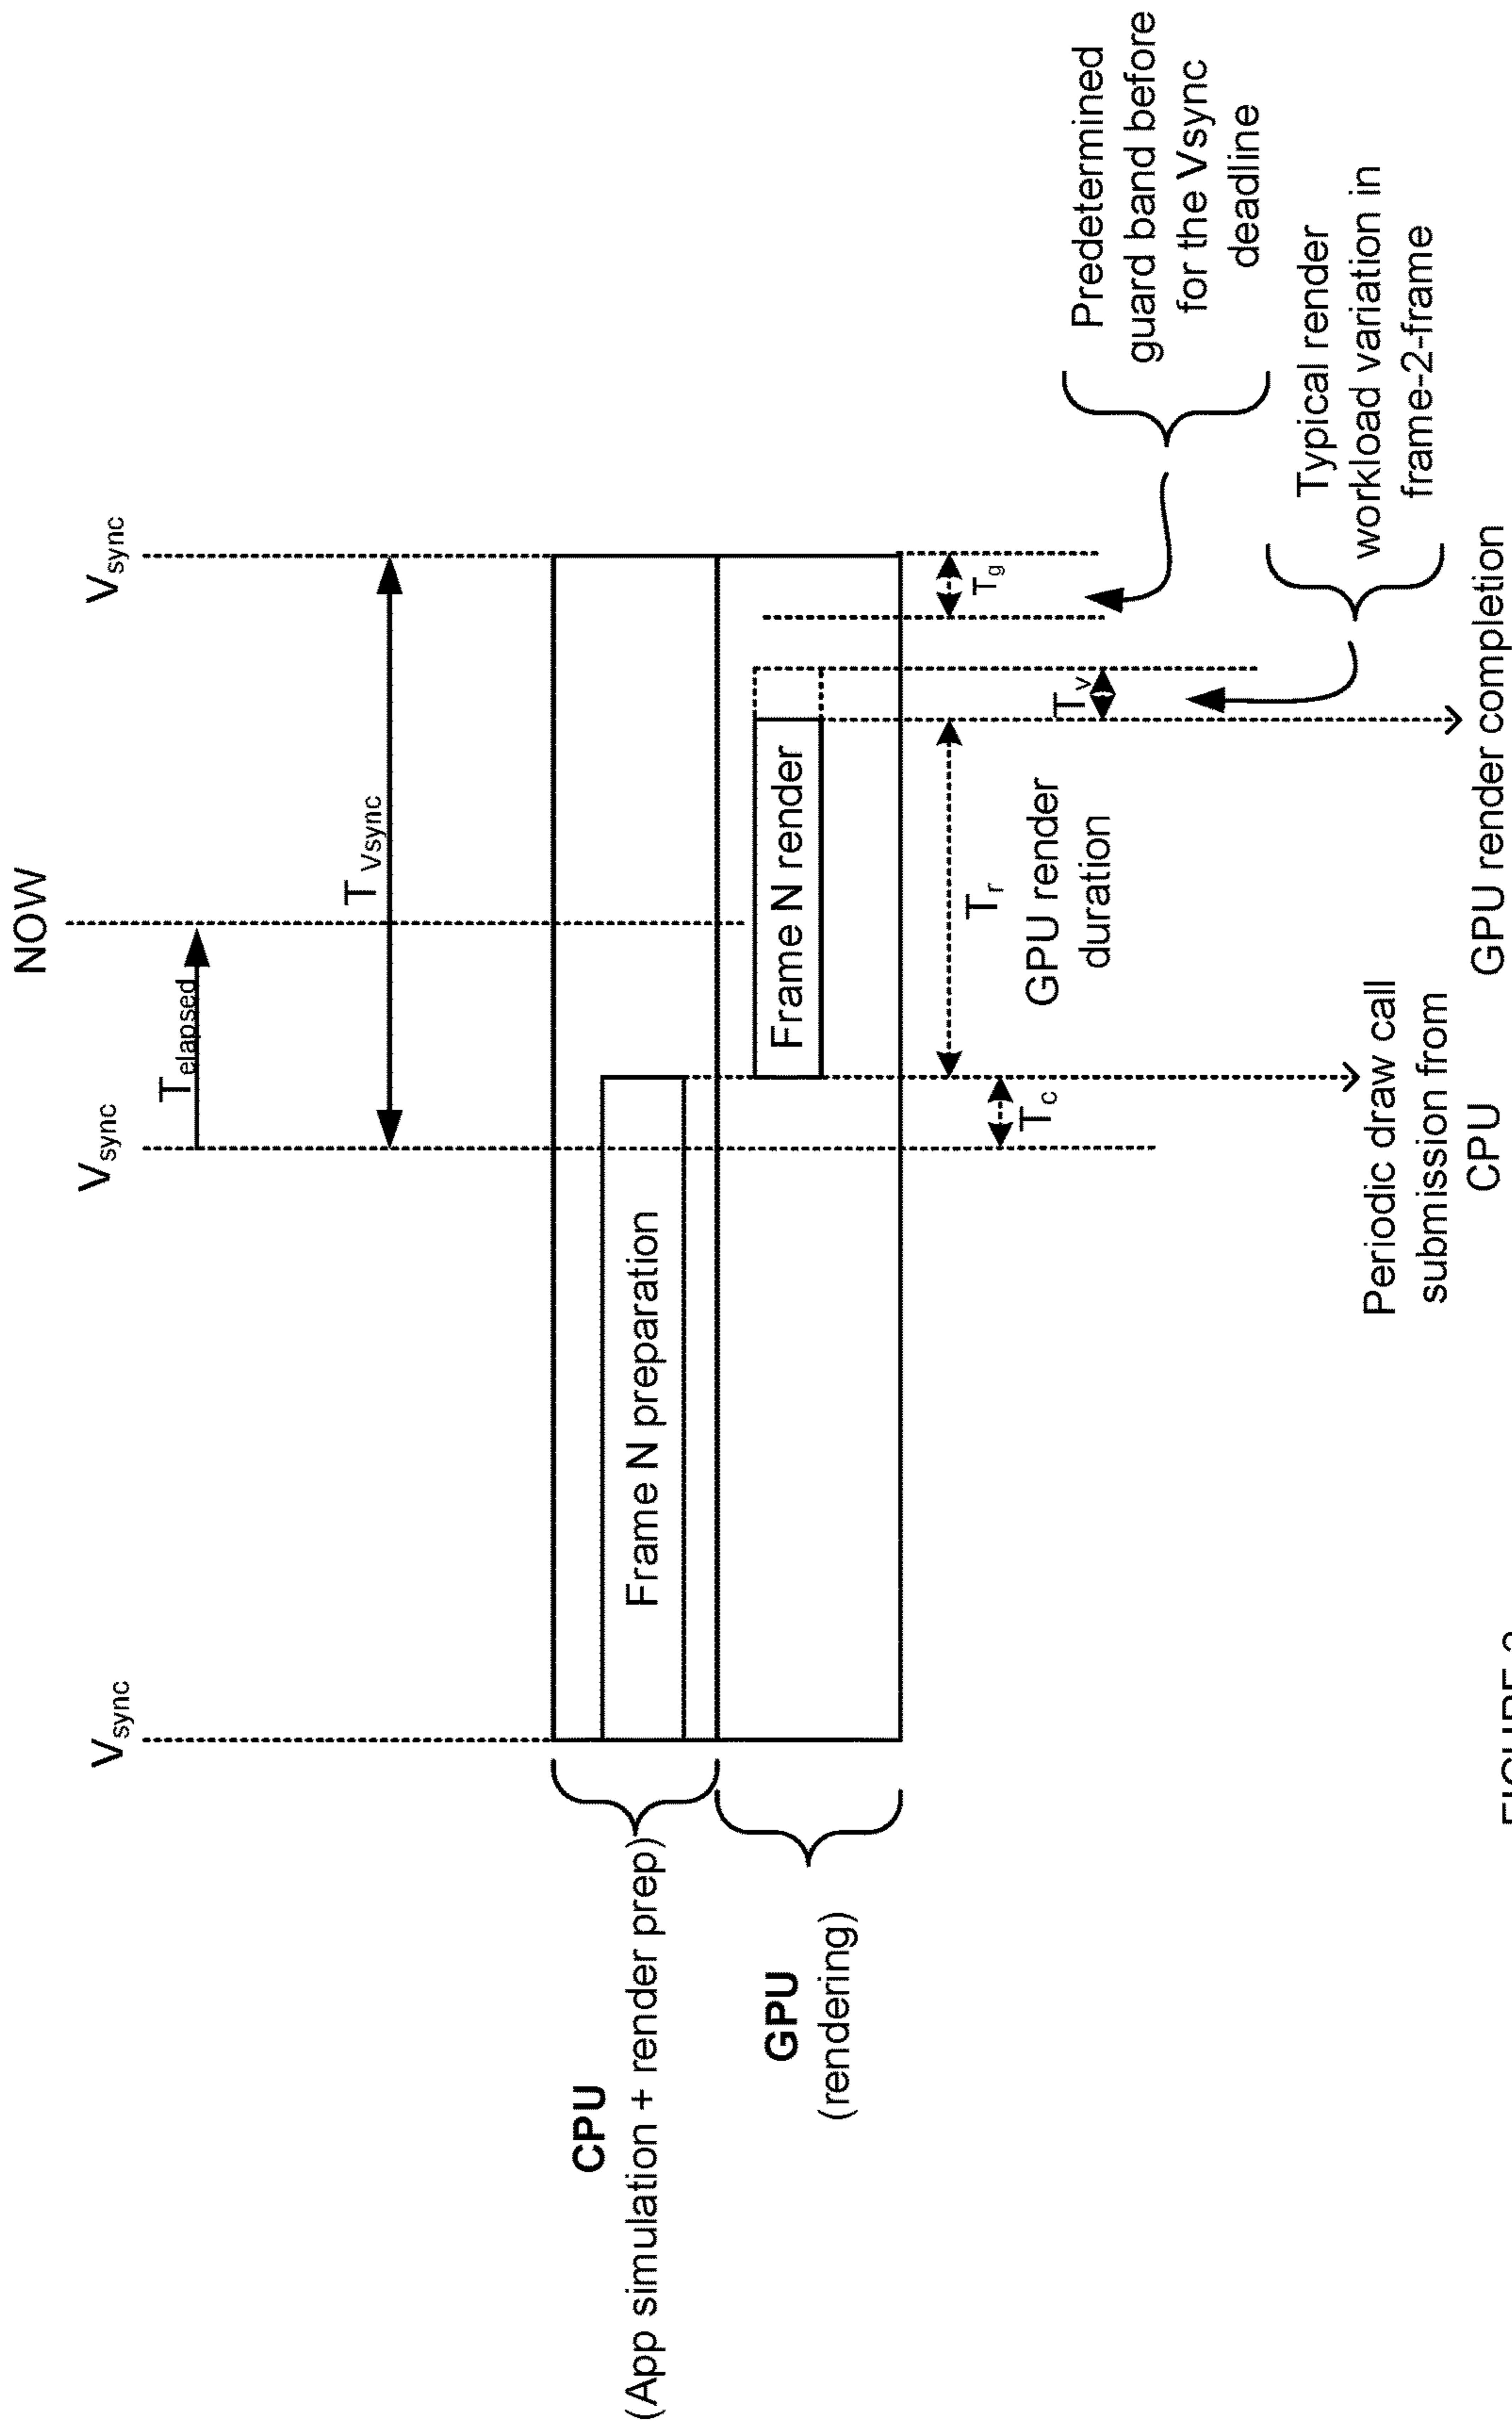 NOW
T elapsed
Vsync
Vsync
Vsync
T Vsync
CPU
(App simulation + render prep)
Frame N preparation
GPU
(rendering)
Frame N render
Tc
Tr
GPU render
duration
Tv
Tg
Predetermined
guard band before
for the Vsync
deadline
Typical render
workload variation in
frame-2-frame
Periodic draw call
submission from
CPU
GPU render completion